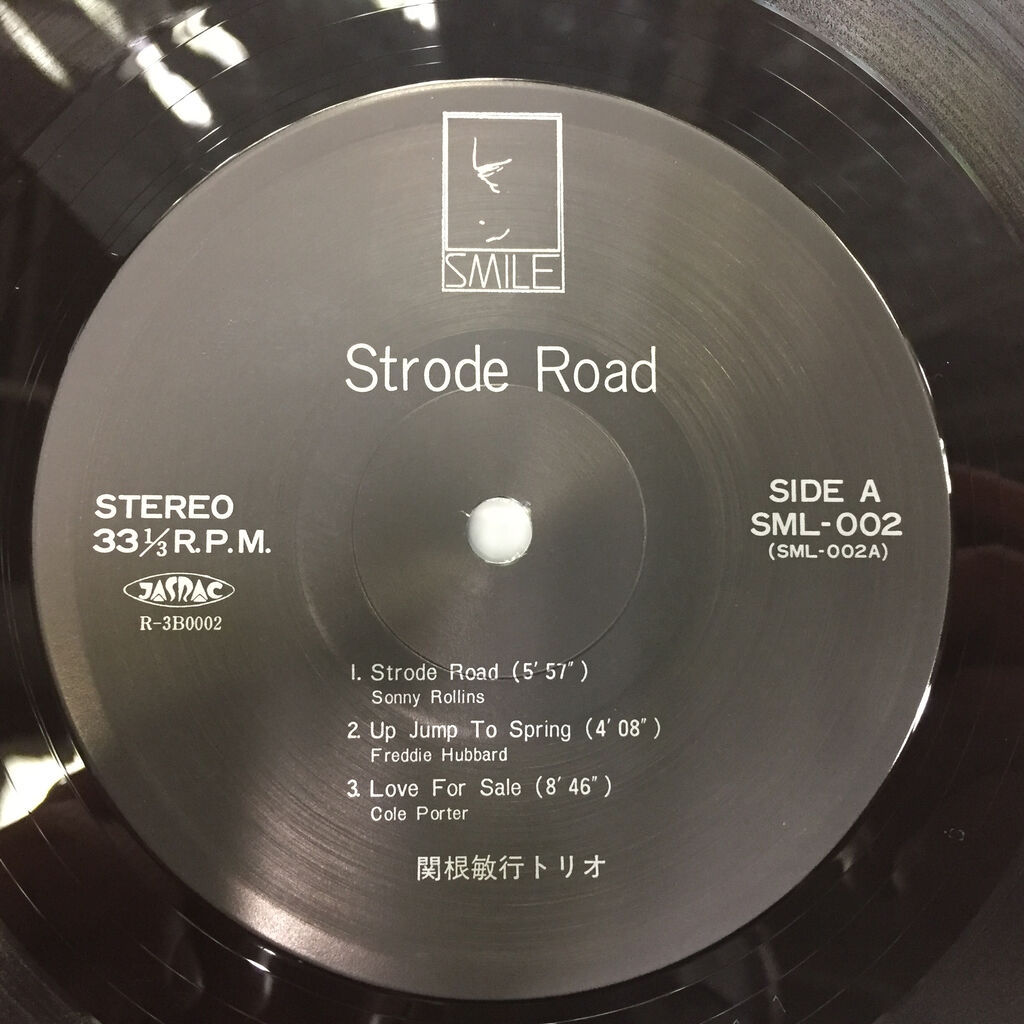 SMILE
Strode Road
STEREO
33⅓ R.P.M.
JASRAC
R-3B0002
SIDE A
SML-002
(SML-002A)
1. Strode Road (5' 57")
Sonny Rollins
2. Up Jump To Spring (4' 08")
Freddie Hubbard
3. Love For Sale (8' 46")
Cole Porter
関根敏行トリオ